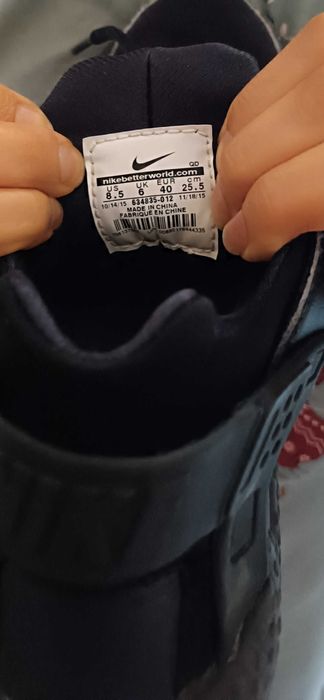 QD
nikebetterworld.com
US UK EUR cm
8.5 6 40 25.5
10/14/15 634835-012 11/18/15
MADE IN CHINA
FABRIQUÉ EN CHINE